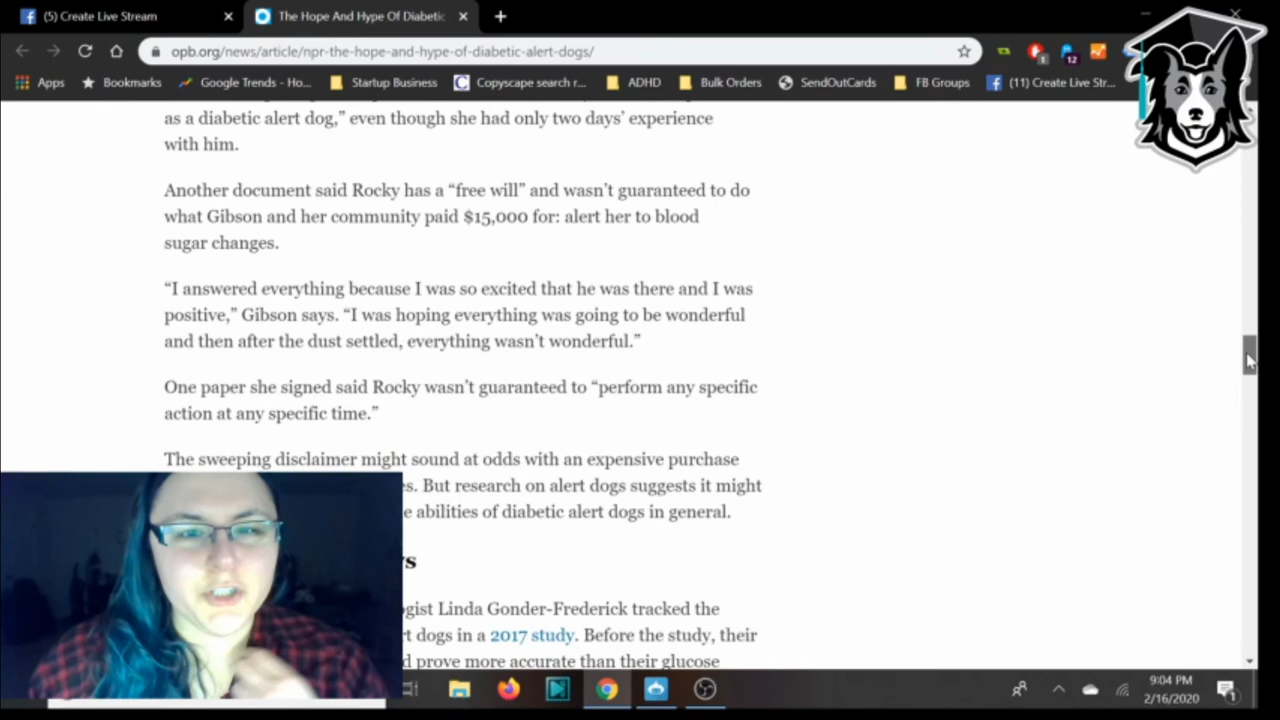 (5) Create Live Stream
The Hope And Hype Of Diabetic
opb.org/news/article/npr-the-hope-and-hype-of-diabetic-alert-dogs/
1
12
Apps
Bookmarks
Google Trends - Ho...
Startup Business
Copyscape search r...
ADHD
Bulk Orders
SendOutCards
FB Groups
(11) Create Live Str...
as a diabetic alert dog,” even though she had only two days’ experience
with him.
Another document said Rocky has a “free will” and wasn’t guaranteed to do
what Gibson and her community paid $15,000 for: alert her to blood
sugar changes.
“I answered everything because I was so excited that he was there and I was
positive,” Gibson says. “I was hoping everything was going to be wonderful
and then after the dust settled, everything wasn’t wonderful.”
One paper she signed said Rocky wasn’t guaranteed to “perform any specific
action at any specific time.”
The sweeping disclaimer might sound at odds with an expensive purchase
es. But research on alert dogs suggests it might
e abilities of diabetic alert dogs in general.
gist Linda Gonder-Frederick tracked the
rt dogs in a 2017 study. Before the study, their
d prove more accurate than their glucose
9:04 PM
2/16/2020
1